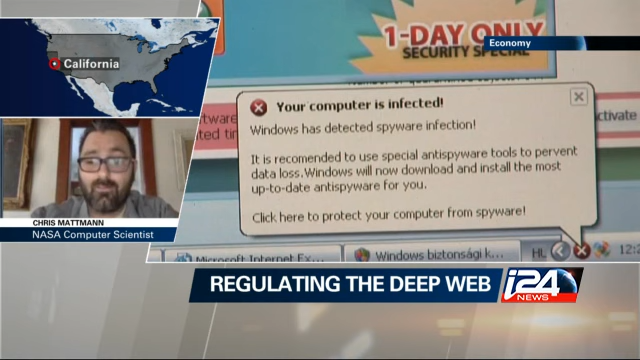 California
CHRIS MATTMANN
NASA Computer Scientist
1-DAY ONLY
SECURITY SPECIAL
Economy
Your computer is infected!
Windows has detected spyware infection!
It is recomended to use special antispyware tools to pervent
data loss.Windows will now download and install the most
up-to-date antispyware for you.
Click here to protect your computer from spyware!
Microsoft Internet Ex...
Windows biztonsági k...
HL
REGULATING THE DEEP WEB
i24
NEWS